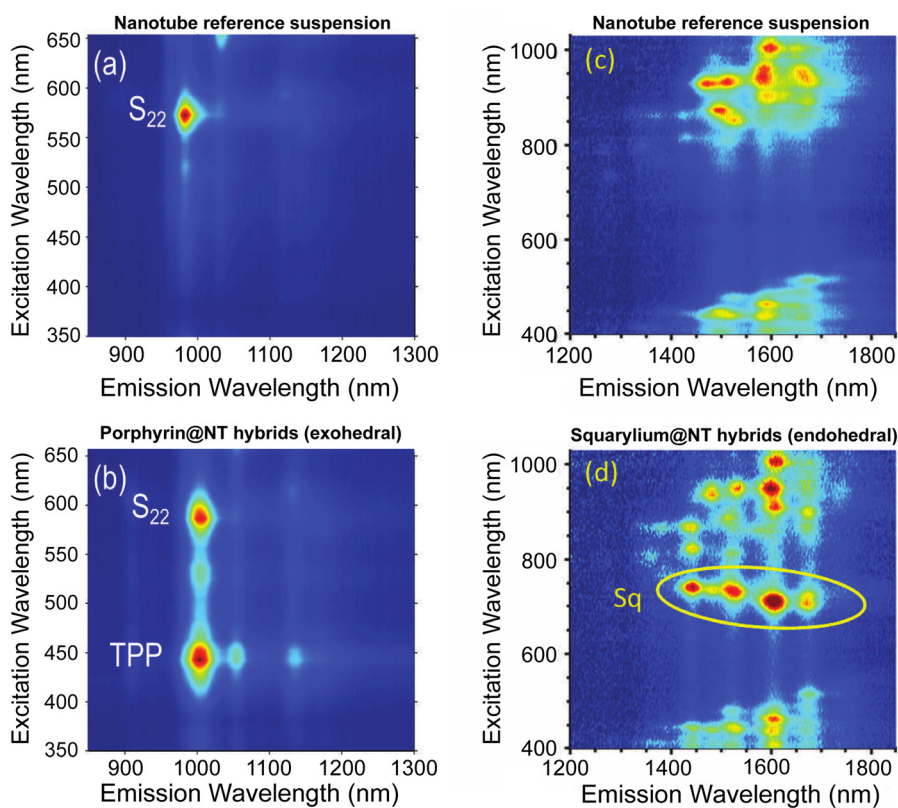 Nanotube reference suspension
(a)
S22
Excitation Wavelength (nm)
650
600
550
500
450
400
350
900 1000 1100 1200 1300
Emission Wavelength (nm)
Nanotube reference suspension
(c)
Excitation Wavelength (nm)
1000
800
600
400
1200 1400 1600 1800
Emission Wavelength (nm)
Porphyrin@NT hybrids (exohedral)
(b)
S22
TPP
Excitation Wavelength (nm)
650
600
550
500
450
400
350
900 1000 1100 1200 1300
Emission Wavelength (nm)
Squarylium@NT hybrids (endohedral)
(d)
Sq
Excitation Wavelength (nm)
1000
800
600
400
1200 1400 1600 1800
Emission Wavelength (nm)